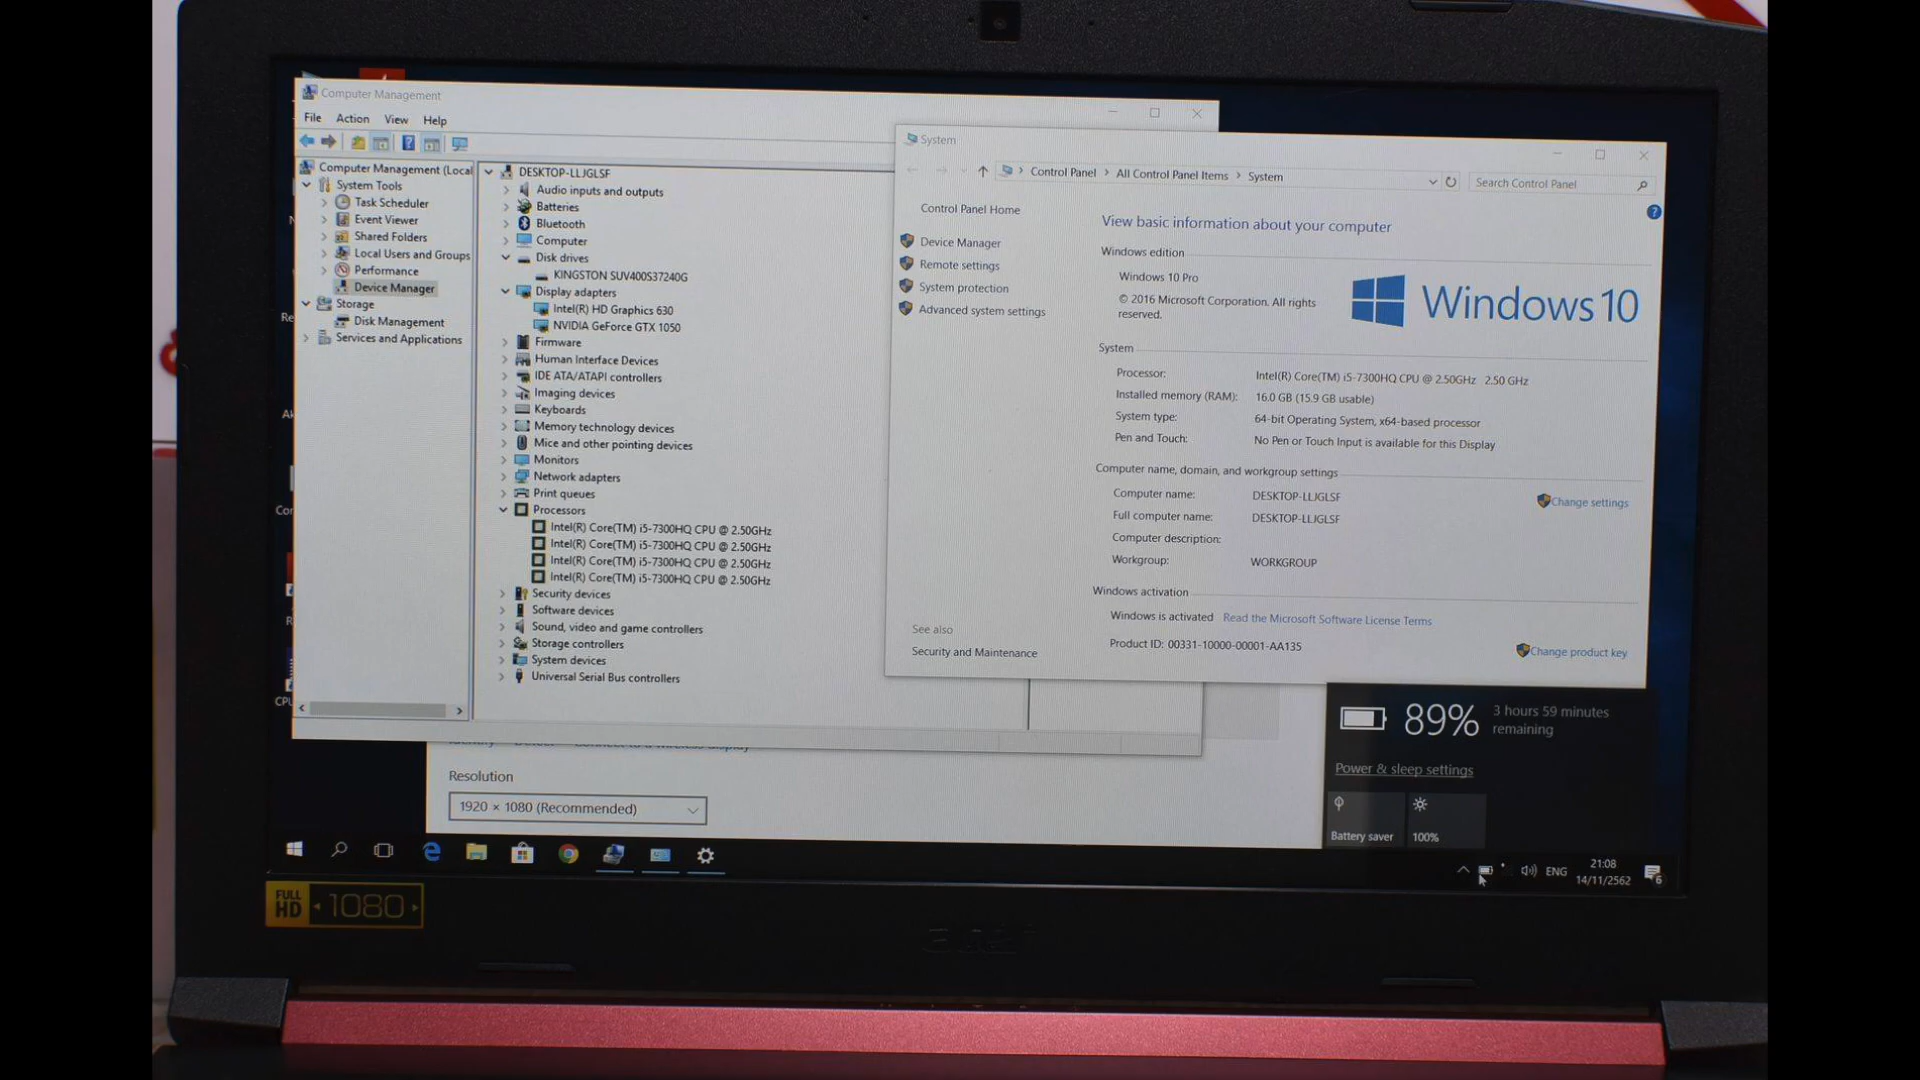 Computer Management
File Action View Help
Computer Management (Local
System Tools
Task Scheduler
Event Viewer
Shared Folders
Local Users and Groups
Performance
Device Manager
Storage
Disk Management
Services and Applications
DESKTOP-LLJGLSF
Audio inputs and outputs
Batteries
Bluetooth
Computer
Disk drives
KINGSTON SUV400S37240G
Display adapters
Intel(R) HD Graphics 630
NVIDIA GeForce GTX 1050
Firmware
Human Interface Devices
IDE ATA/ATAPI controllers
Imaging devices
Keyboards
Memory technology devices
Mice and other pointing devices
Monitors
Network adapters
Print queues
Processors
Intel(R) Core(TM) i5-7300HQ CPU @ 2.50GHz
Intel(R) Core(TM) i5-7300HQ CPU @ 2.50GHz
Intel(R) Core(TM) i5-7300HQ CPU @ 2.50GHz
Intel(R) Core(TM) i5-7300HQ CPU @ 2.50GHz
Security devices
Software devices
Sound, video and game controllers
Storage controllers
System devices
Universal Serial Bus controllers
System
Control Panel > All Control Panel Items > System
Search Control Panel
Control Panel Home
Device Manager
Remote settings
System protection
Advanced system settings
See also
Security and Maintenance
View basic information about your computer
Windows edition
Windows 10 Pro
© 2016 Microsoft Corporation. All rights
reserved.
Windows 10
System
Processor: Intel(R) Core(TM) i5-7300HQ CPU @ 2.50GHz 2.50 GHz
Installed memory (RAM): 16.0 GB (15.9 GB usable)
System type: 64-bit Operating System, x64-based processor
Pen and Touch: No Pen or Touch Input is available for this Display
Computer name, domain, and workgroup settings
Computer name: DESKTOP-LLJGLSF
Change settings
Full computer name: DESKTOP-LLJGLSF
Computer description:
Workgroup: WORKGROUP
Windows activation
Windows is activated Read the Microsoft Software License Terms
Product ID: 00331-10000-00001-AA135
Change product key
89%
3 hours 59 minutes
remaining
Power & sleep settings
Battery saver
100%
Resolution
1920 × 1080 (Recommended)
ENG
21:08
14/11/2562
6
FULL HD 1080
acer